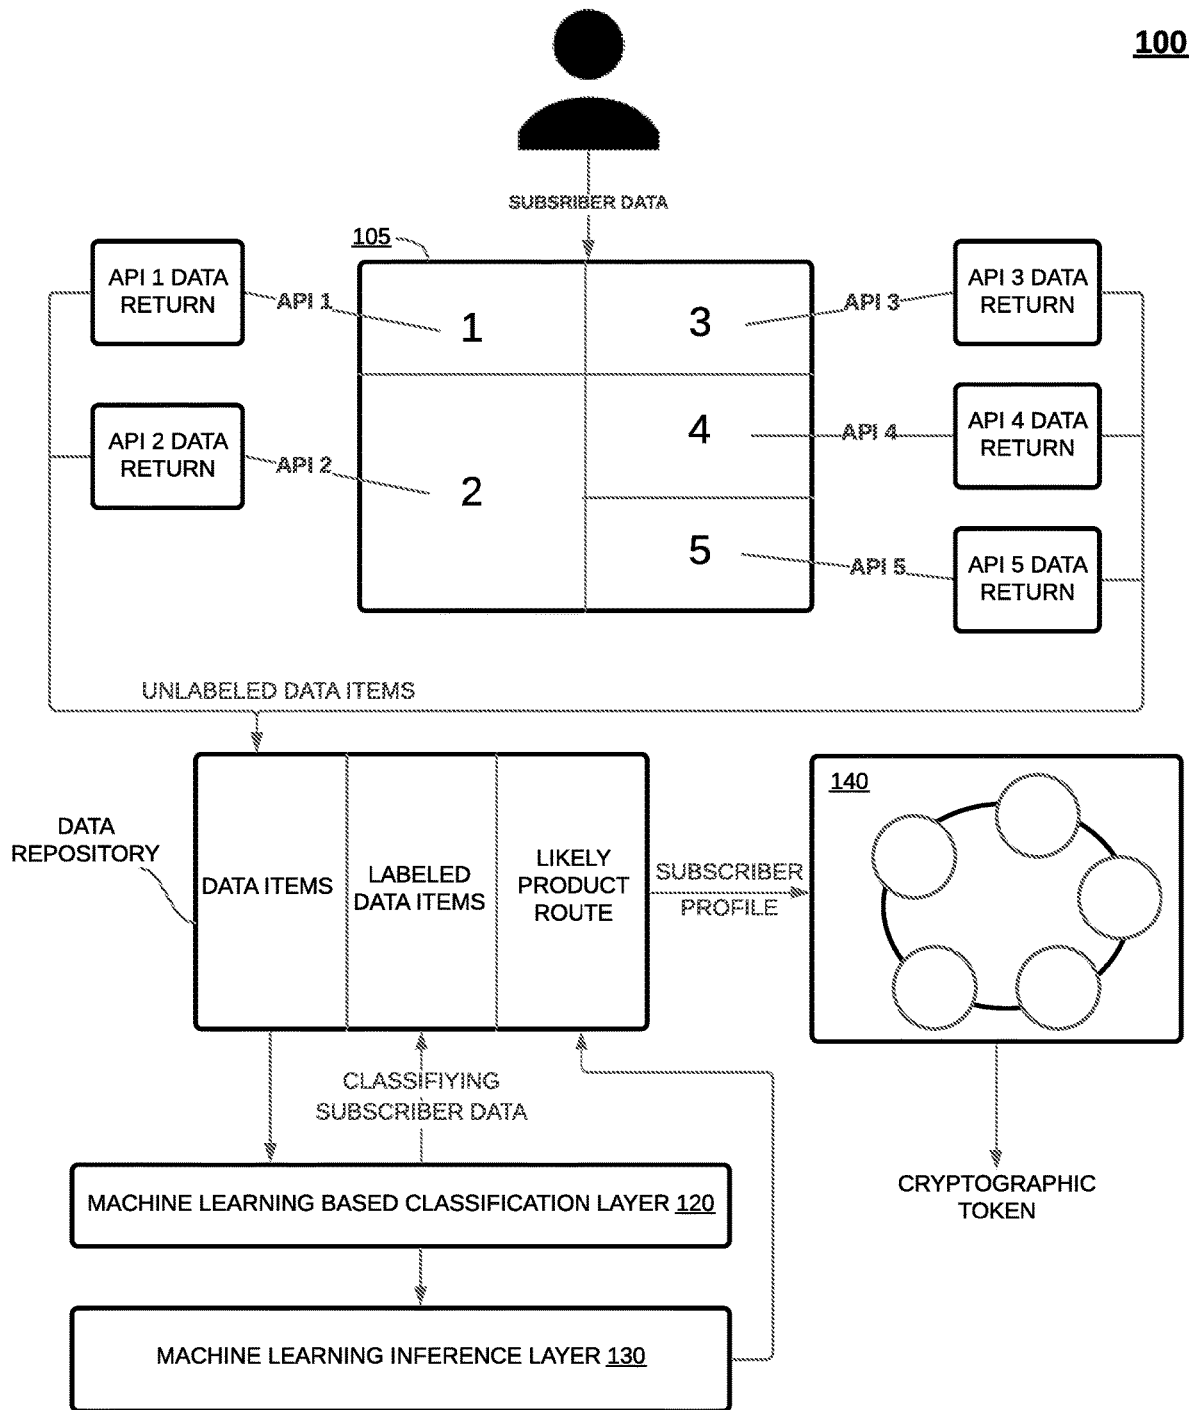 100
SUBSRIBER DATA
105
API 1 DATA
RETURN
API 1
1
3
API 3
API 3 DATA
RETURN
API 2 DATA
RETURN
API 2
2
4
API 4
API 4 DATA
RETURN
5
API 5
API 5 DATA
RETURN
UNLABELED DATA ITEMS
DATA
REPOSITORY
DATA ITEMS
LABELED
DATA ITEMS
LIKELY
PRODUCT
ROUTE
SUBSCRIBER
PROFILE
140
CLASSIFIYING
SUBSCRIBER DATA
MACHINE LEARNING BASED CLASSIFICATION LAYER 120
CRYPTOGRAPHIC
TOKEN
MACHINE LEARNING INFERENCE LAYER 130